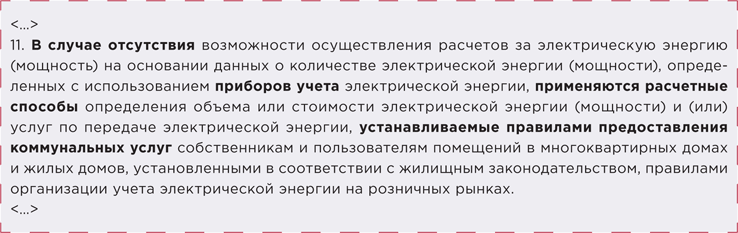 <...>
11. В случае отсутствия возможности осуществления расчетов за электрическую энергию
(мощность) на основании данных о количестве электрической энергии (мощности), опреде-
ленных с использованием приборов учета электрической энергии, применяются расчетные
способы определения объема или стоимости электрической энергии (мощности) и (или)
услуг по передаче электрической энергии, устанавливаемые правилами предоставления
коммунальных услуг собственникам и пользователям помещений в многоквартирных домах
и жилых домов, установленными в соответствии с жилищным законодательством, правилами
организации учета электрической энергии на розничных рынках.
<...>